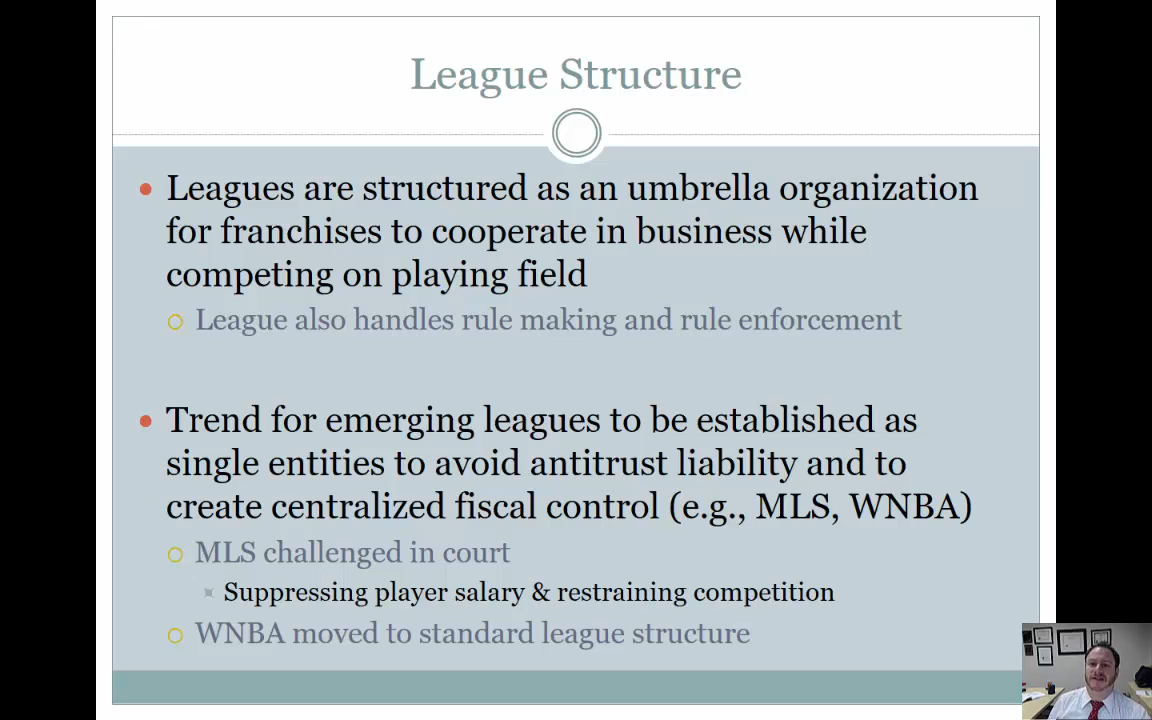 League Structure
Leagues are structured as an umbrella organization
for franchises to cooperate in business while
competing on playing field
League also handles rule making and rule enforcement
Trend for emerging leagues to be established as
single entities to avoid antitrust liability and to
create centralized fiscal control (e.g., MLS, WNBA)
MLS challenged in court
Suppressing player salary & restraining competition
WNBA moved to standard league structure